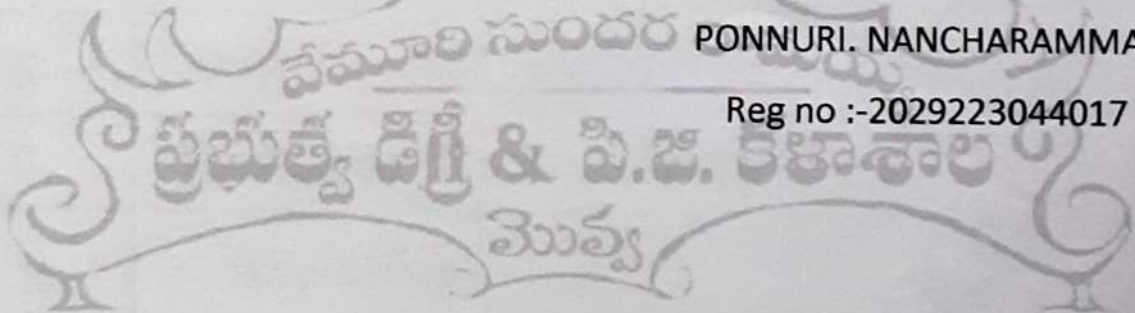 వేమూరి సుందర
PONNURI. NANCHARAMMA
Reg no :-2029223044017
ప్రభుత్వ డిగ్రీ & పి.జి. కళాశాల
మొవ్వ